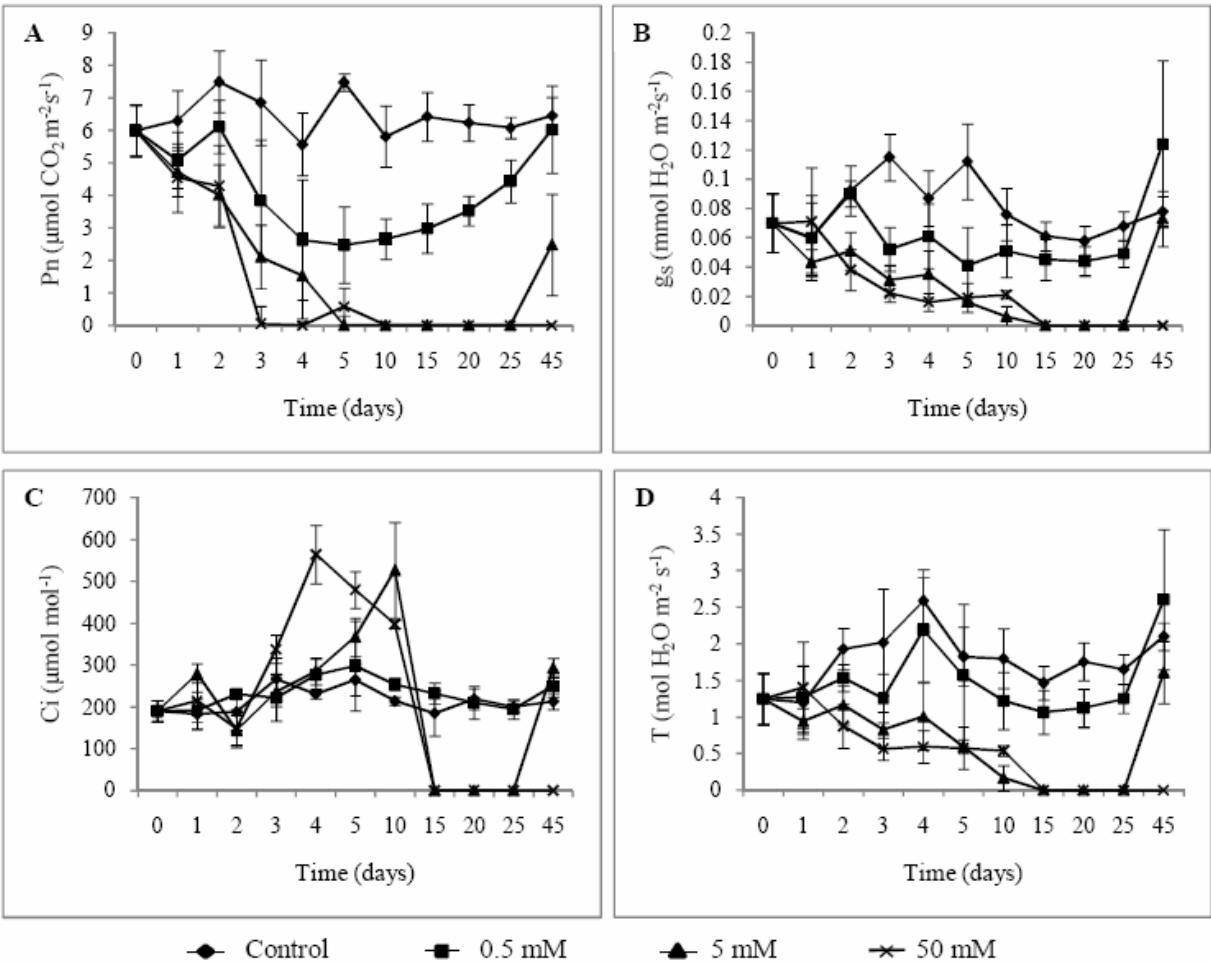 A
Pn (μmol CO₂ m⁻²s⁻¹)
9
8
7
6
5
4
3
2
1
0
0 1 2 3 4 5 10 15 20 25 45
Time (days)
B
gS (mmol H₂O m⁻²s⁻¹)
0.2
0.18
0.16
0.14
0.12
0.1
0.08
0.06
0.04
0.02
0
0 1 2 3 4 5 10 15 20 25 45
Time (days)
C
Ci (μmol mol⁻¹)
700
600
500
400
300
200
100
0
0 1 2 3 4 5 10 15 20 25 45
Time (days)
D
T (mol H₂O m⁻² s⁻¹)
4
3.5
3
2.5
2
1.5
1
0.5
0
0 1 2 3 4 5 10 15 20 25 45
Time (days)
Control 0.5 mM 5 mM 50 mM